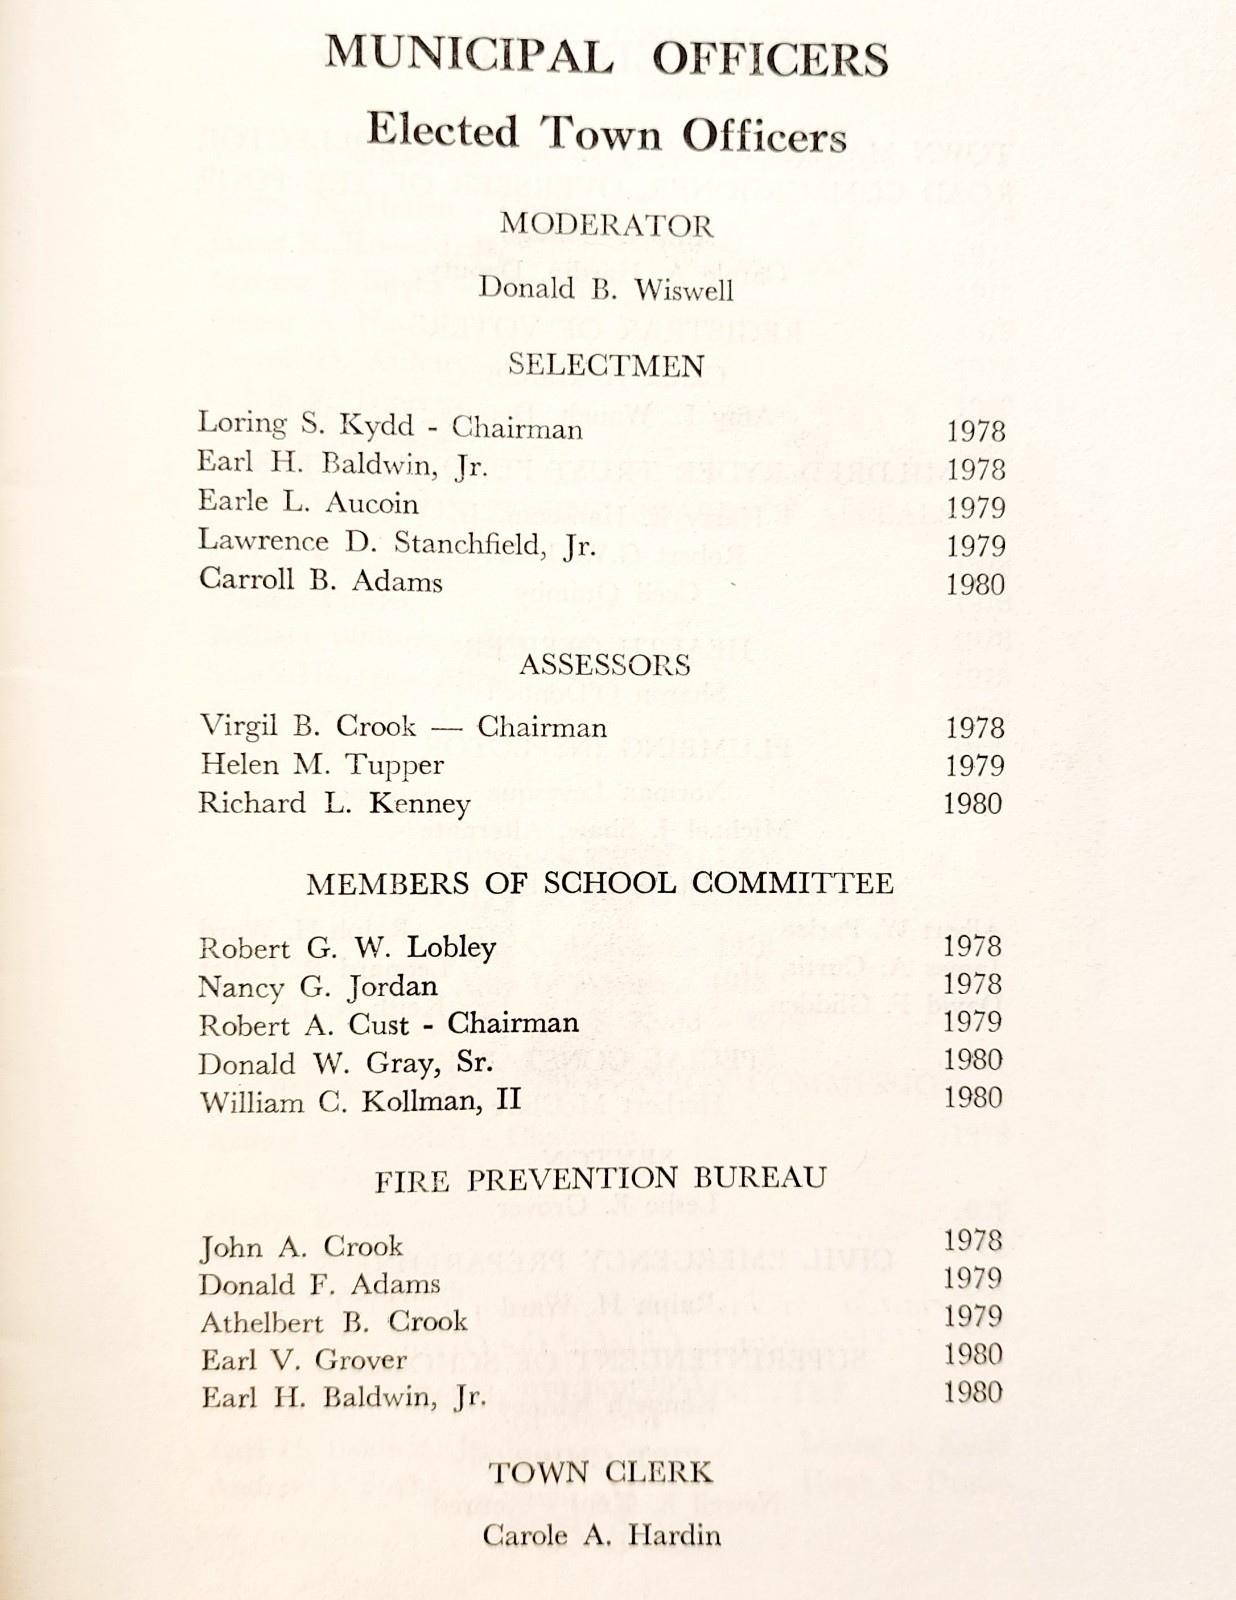 MUNICIPAL OFFICERS
Elected Town Officers
MODERATOR
Donald B. Wiswell
SELECTMEN
Loring S. Kydd - Chairman 1978
Earl H. Baldwin, Jr. 1978
Earle L. Aucoin 1979
Lawrence D. Stanchfield, Jr. 1979
Carroll B. Adams 1980
ASSESSORS
Virgil B. Crook — Chairman 1978
Helen M. Tupper 1979
Richard L. Kenney 1980
MEMBERS OF SCHOOL COMMITTEE
Robert G. W. Lobley 1978
Nancy G. Jordan 1978
Robert A. Cust - Chairman 1979
Donald W. Gray, Sr. 1980
William C. Kollman, II 1980
FIRE PREVENTION BUREAU
John A. Crook 1978
Donald F. Adams 1979
Athelbert B. Crook 1979
Earl V. Grover 1980
Earl H. Baldwin, Jr. 1980
TOWN CLERK
Carole A. Hardin